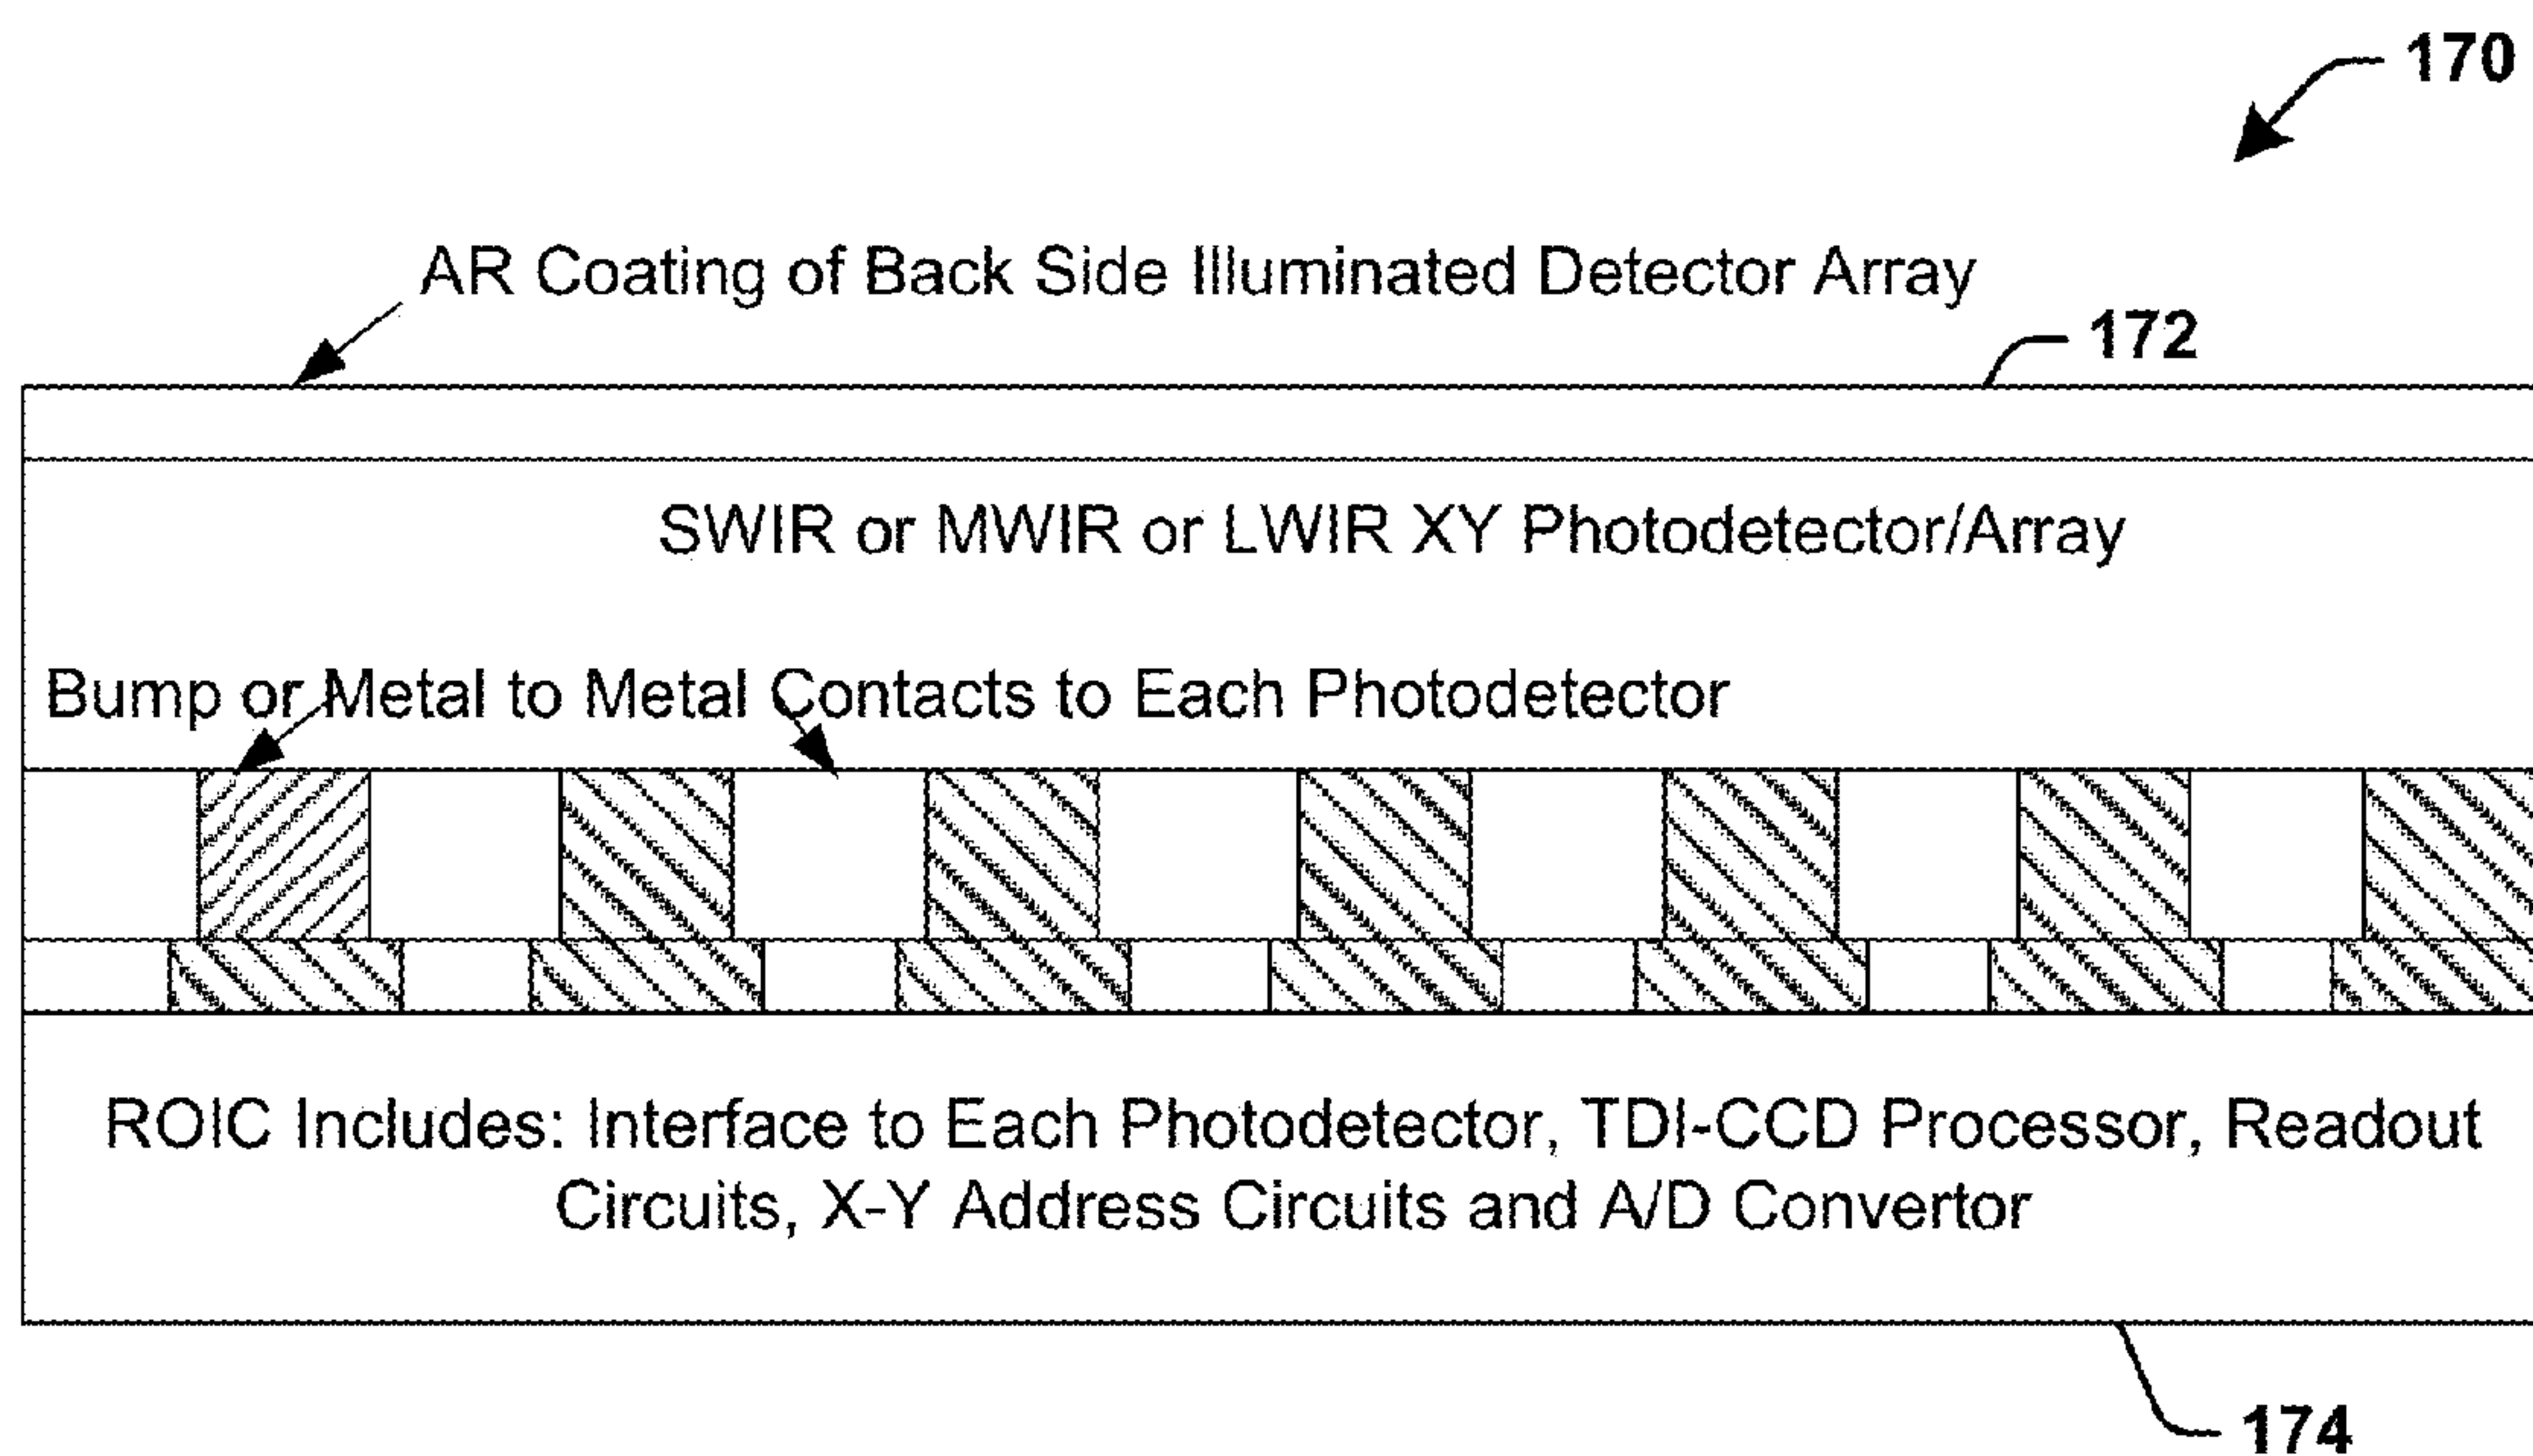 170
AR Coating of Back Side Illuminated Detector Array
172
SWIR or MWIR or LWIR XY Photodetector/Array
Bump or Metal to Metal Contacts to Each Photodetector
ROIC Includes: Interface to Each Photodetector, TDI-CCD Processor, Readout
Circuits, X-Y Address Circuits and A/D Convertor
174